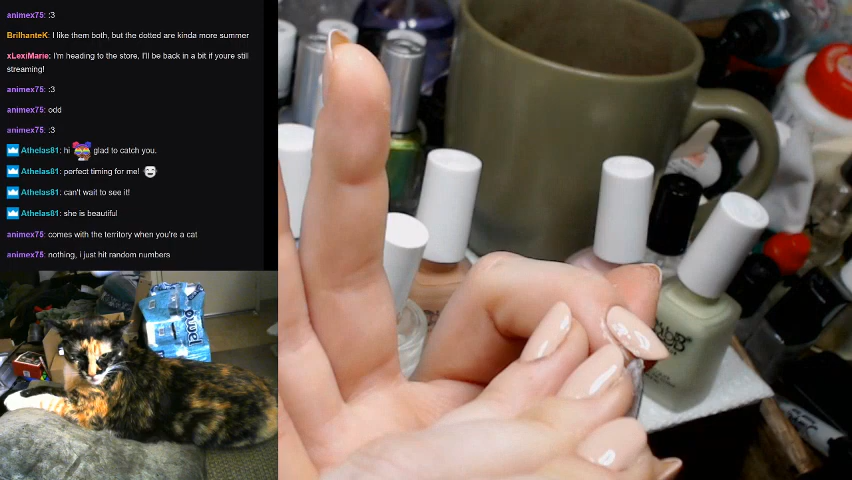 animex75: :3
BrilhanteK: I like them both, but the dotted are kinda more summer
xLexiMarie: I'm heading to the store, I'll be back in a bit if youre still
streaming!
animex75: :3
animex75: odd
animex75: :3
Athelas81: hi glad to catch you.
Athelas81: perfect timing for me!
Athelas81: can't wait to see it!
Athelas81: she is beautiful
animex75: comes with the territory when you're a cat
animex75: nothing, i just hit random numbers